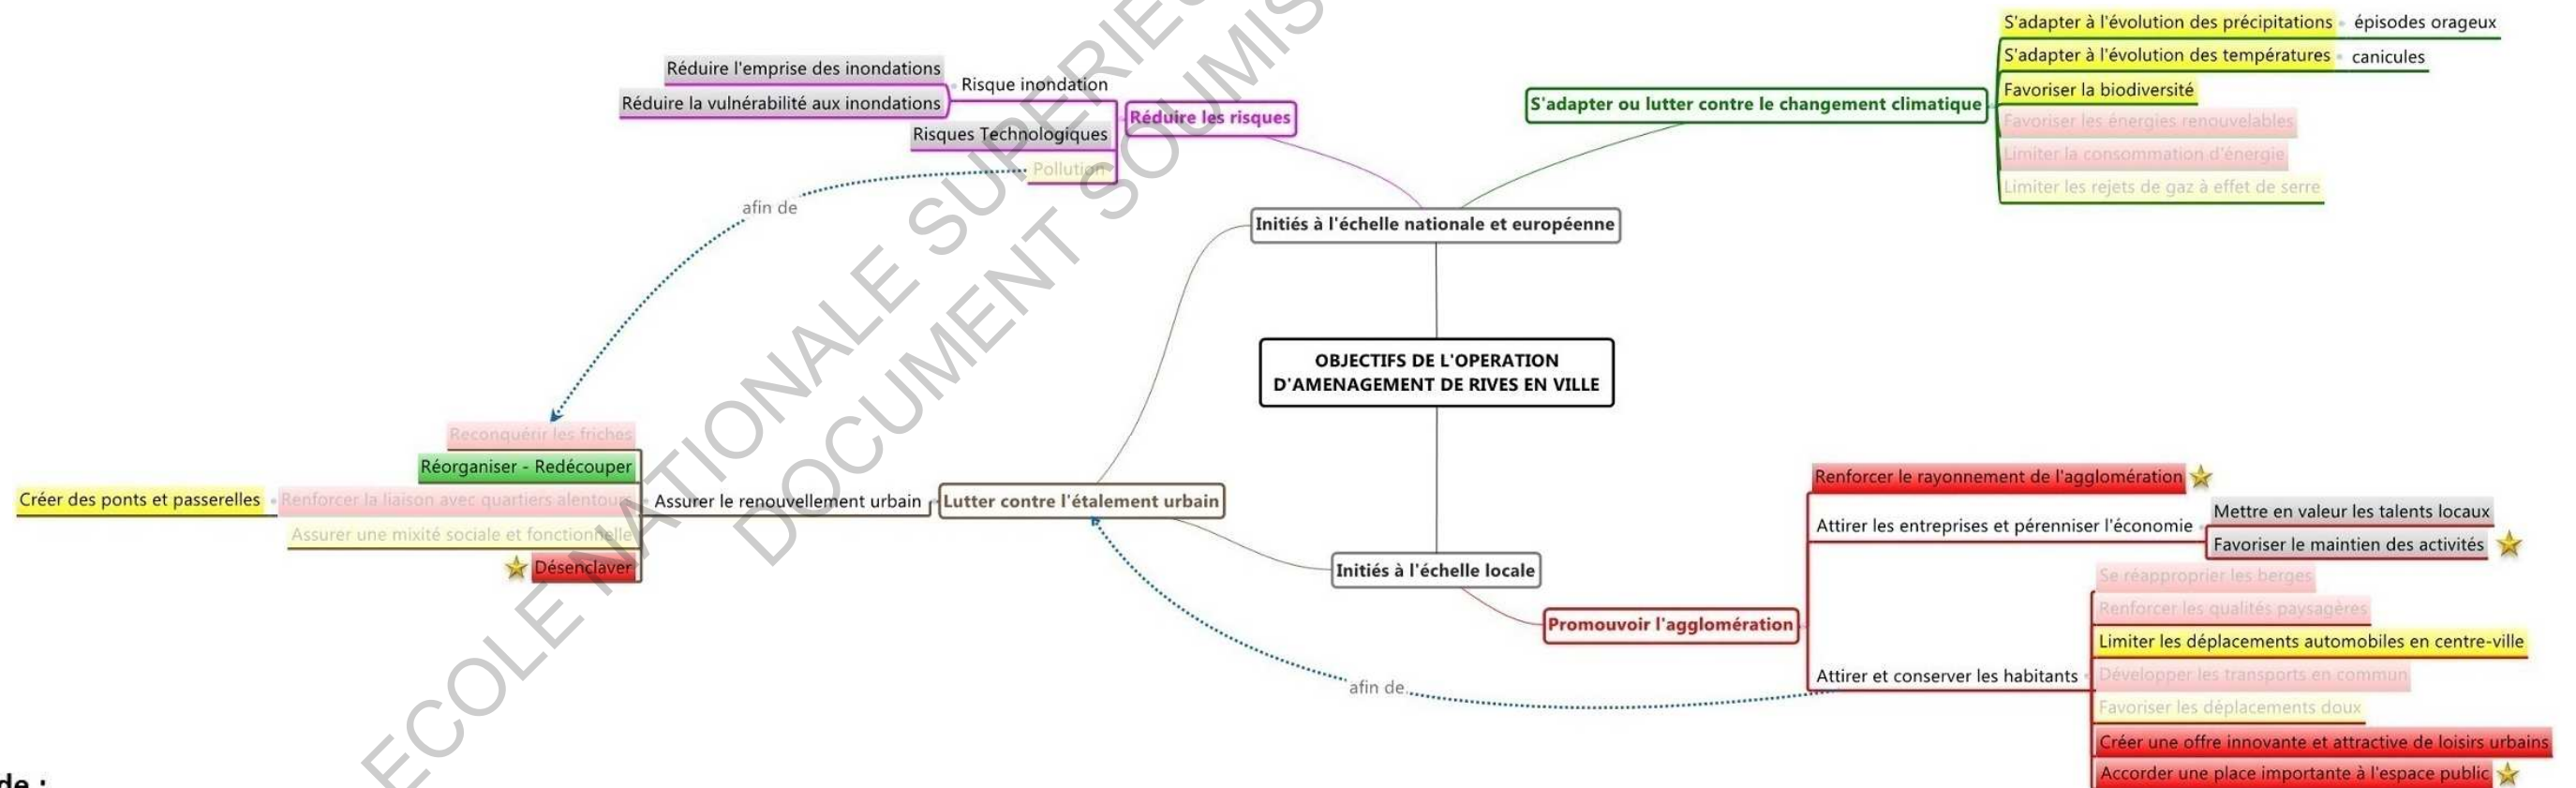 S'adapter à l'évolution des précipitations
épisodes orageux
S'adapter à l'évolution des températures
canicules
Favoriser la biodiversité
Favoriser les énergies renouvelables
Limiter la consommation d'énergie
Limiter les rejets de gaz à effet de serre
S'adapter ou lutter contre le changement climatique
Réduire l'emprise des inondations
Réduire la vulnérabilité aux inondations
Risque inondation
Risques Technologiques
Pollution
Réduire les risques
afin de
Initiés à l'échelle nationale et européenne
OBJECTIFS DE L'OPERATION
D'AMENAGEMENT DE RIVES EN VILLE
Reconquérir les friches
Réorganiser - Redécouper
Créer des ponts et passerelles
Renforcer la liaison avec quartiers alentours
Assurer une mixité sociale et fonctionnelle
Désenclaver
Assurer le renouvellement urbain
Lutter contre l'étalement urbain
Initiés à l'échelle locale
Promouvoir l'agglomération
afin de
Renforcer le rayonnement de l'agglomération
Attirer les entreprises et pérenniser l'économie
Mettre en valeur les talents locaux
Favoriser le maintien des activités
Attirer et conserver les habitants
Se réapproprier les berges
Renforcer les qualités paysagères
Limiter les déplacements automobiles en centre-ville
Développer les transports en commun
Favoriser les déplacements doux
Créer une offre innovante et attractive de loisirs urbains
Accorder une place importante à l'espace public
ECOLE NATIONALE SUPERIEU
DOCUMENT SOUMIS
de :